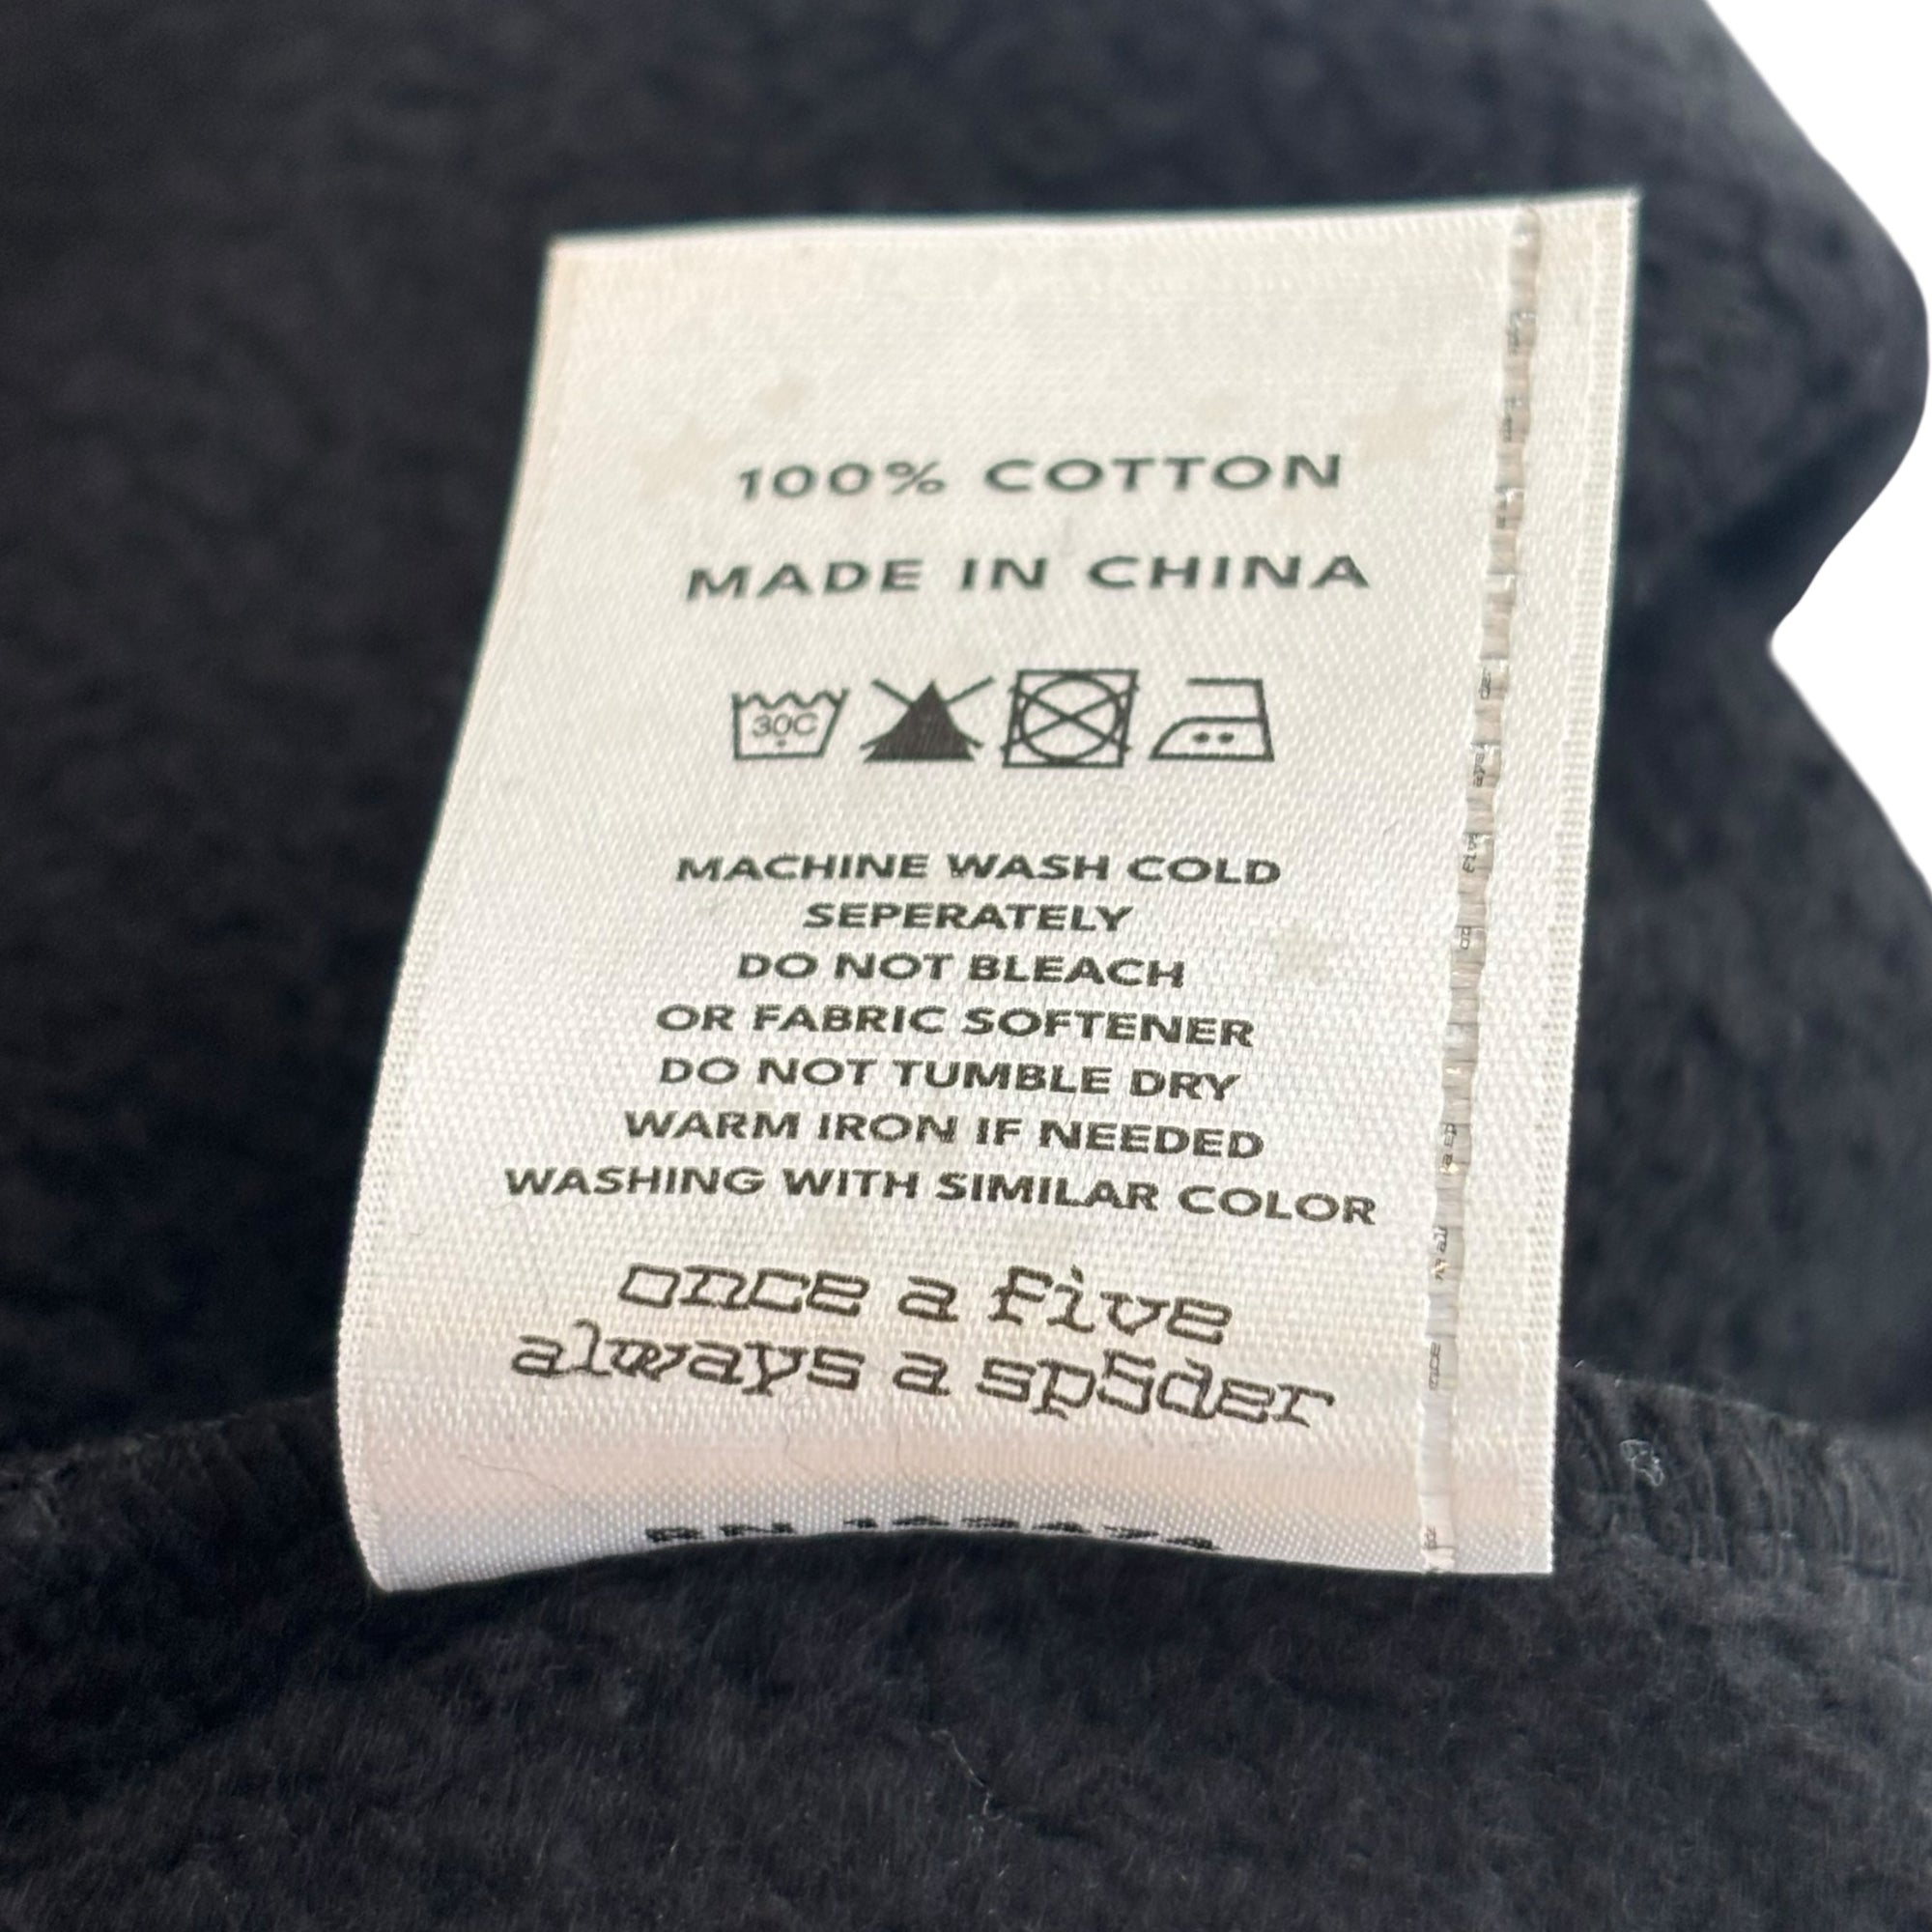 100% COTTON
MADE IN CHINA
30C
MACHINE WASH COLD
SEPERATELY
DO NOT BLEACH
OR FABRIC SOFTENER
DO NOT TUMBLE DRY
WARM IRON IF NEEDED
WASHING WITH SIMILAR COLOR
once a five
always a sp5der
RN